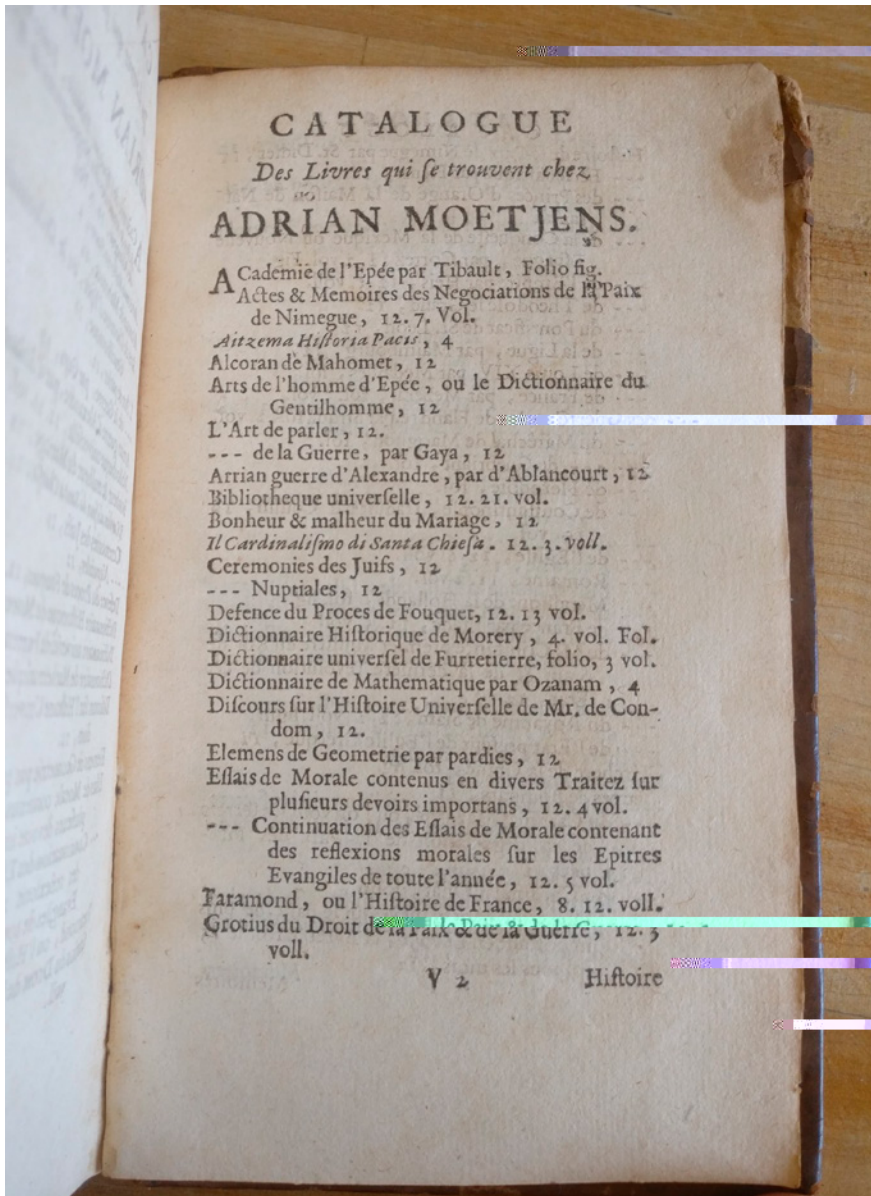 CATALOGUE
Des Livres qui ſe trouvent chez
ADRIAN MOETJENS.
ACademie de l'Epée par Tibault, Folio fig.
Actes & Memoires des Negociations de la Paix
de Nimegue, 12. 7. Vol.
Aitzema Hiſtoria Pacis, 4
Alcoran de Mahomet, 12
Arts de l'homme d'Epée, ou le Dictionnaire du
Gentilhomme, 12
L'Art de parler, 12.
--- de la Guerre, par Gaya, 12
Arrian guerre d'Alexandre, par d'Ablancourt, 12
Bibliotheque univerſelle, 12. 21. vol.
Bonheur & malheur du Mariage, 12
Il Cardinaliſmo di Santa Chieſa. 12. 3. voll.
Ceremonies des Juifs, 12
--- Nuptiales, 12
Defence du Proces de Fouquet, 12. 13 vol.
Dictionnaire Hiſtorique de Morery, 4. vol. Fol.
Dictionnaire univerſel de Furretierre, folio, 3 vol.
Dictionnaire de Mathematique par Ozanam, 4
Diſcours ſur l'Hiſtoire Univerſelle de Mr. de Con-
dom, 12.
Elemens de Geometrie par pardies, 12
Eſſais de Morale contenus en divers Traitez ſur
pluſieurs devoirs importans, 12. 4 vol.
--- Continuation des Eſſais de Morale contenant
des reflexions morales ſur les Epitres
Evangiles de toute l'année, 12. 5 vol.
Faramond, ou l'Hiſtoire de France, 8. 12. voll.
Grotius du Droit de la Paix & de la Guerre, 12. 3
voll.
V 2 Hiſtoire